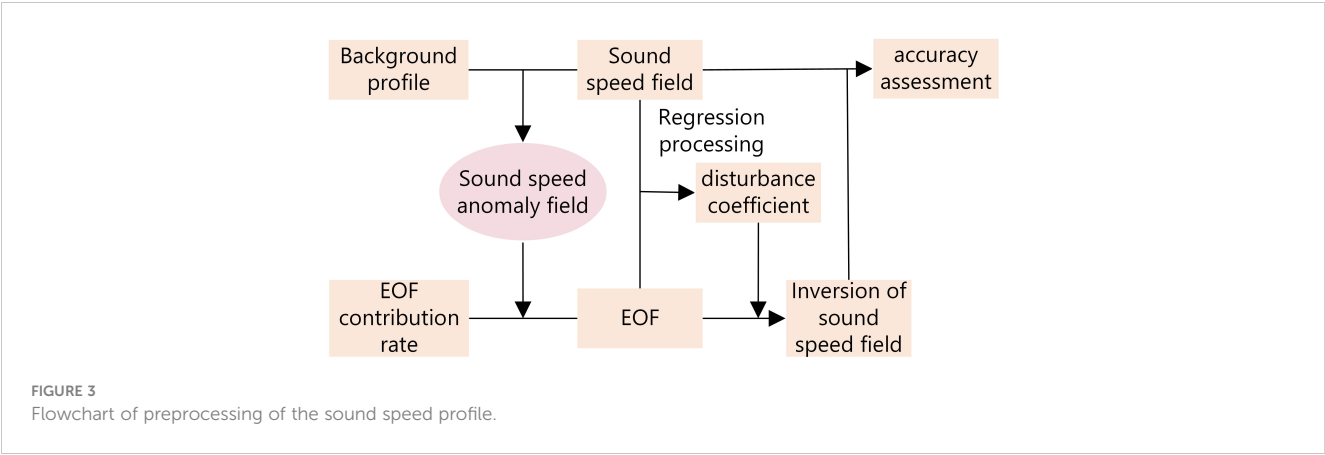 Background
profile
Sound
speed field
accuracy
assessment
Regression
processing
Sound speed
anomaly field
disturbance
coefficient
EOF
contribution
rate
EOF
Inversion of
sound
speed field
FIGURE 3
Flowchart of preprocessing of the sound speed profile.